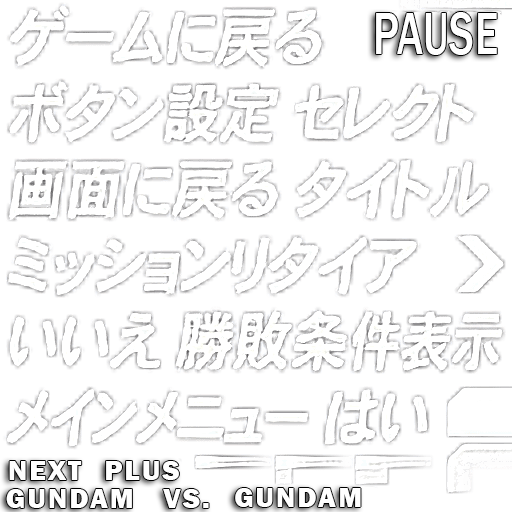 ゲームに戻る PAUSE
ボタン設定 セレクト
画面に戻る タイトル
ミッションリタイア
いいえ 勝敗条件表示
メインメニュー はい
NEXT PLUS
GUNDAM VS. GUNDAM